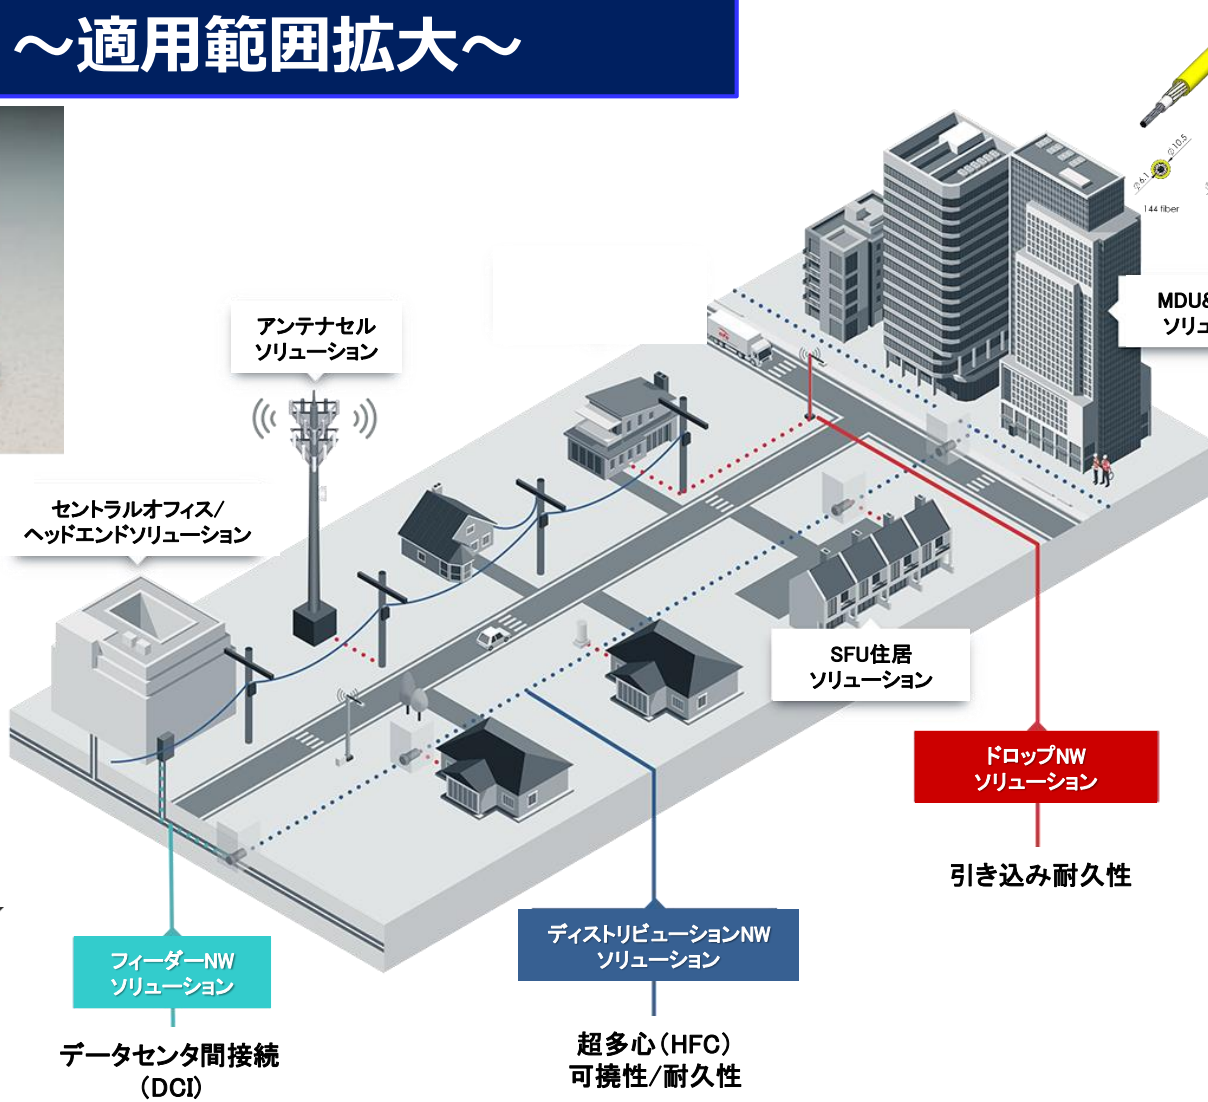 ～適用範囲拡大～
Ø10.5
Ø6.1
144 fiber
MDU&
ソリュ
アンテナセル
ソリューション
セントラルオフィス/
ヘッドエンドソリューション
SFU住居
ソリューション
ドロップNW
ソリューション
引き込み耐久性
ディストリビューションNW
ソリューション
超多心（HFC）
可撓性/耐久性
フィーダーNW
ソリューション
データセンタ間接続
（DCI)